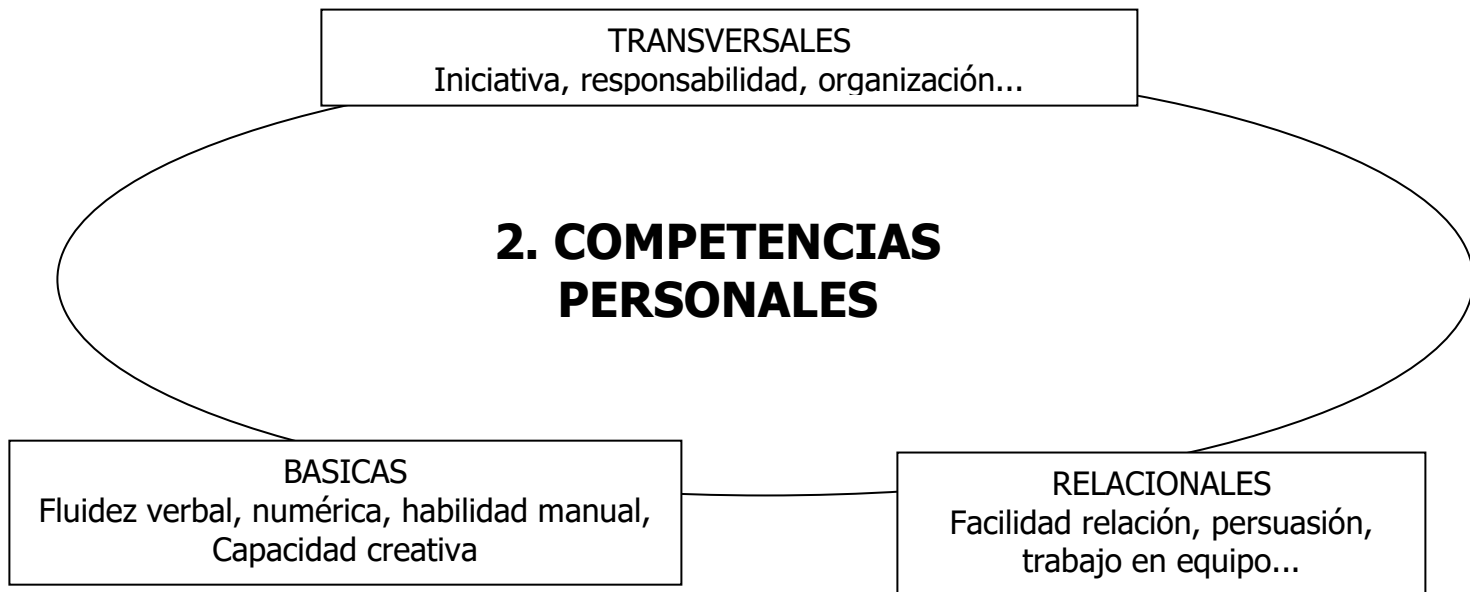 TRANSVERSALES
Iniciativa, responsabilidad, organización...
2. COMPETENCIAS
PERSONALES
BASICAS
Fluidez verbal, numérica, habilidad manual,
Capacidad creativa
RELACIONALES
Facilidad relación, persuasión,
trabajo en equipo...